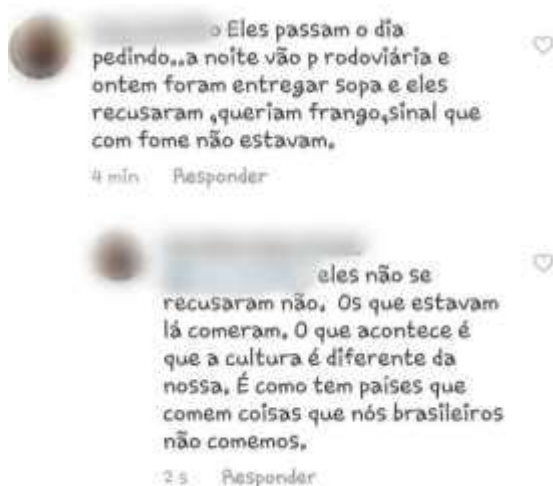 o Eles passam o dia
pedindo,,a noite vão p rodoviária e
ontem foram entregar sopa e eles
recusaram ,queriam frango,sinal que
com fome não estavam,
4 min Responder
eles não se
recusaram não, Os que estavam
lá comeram, O que acontece é
que a cultura é diferente da
nossa, É como tem países que
comem coisas que nós brasileiros
não comemos,
2 s Responder